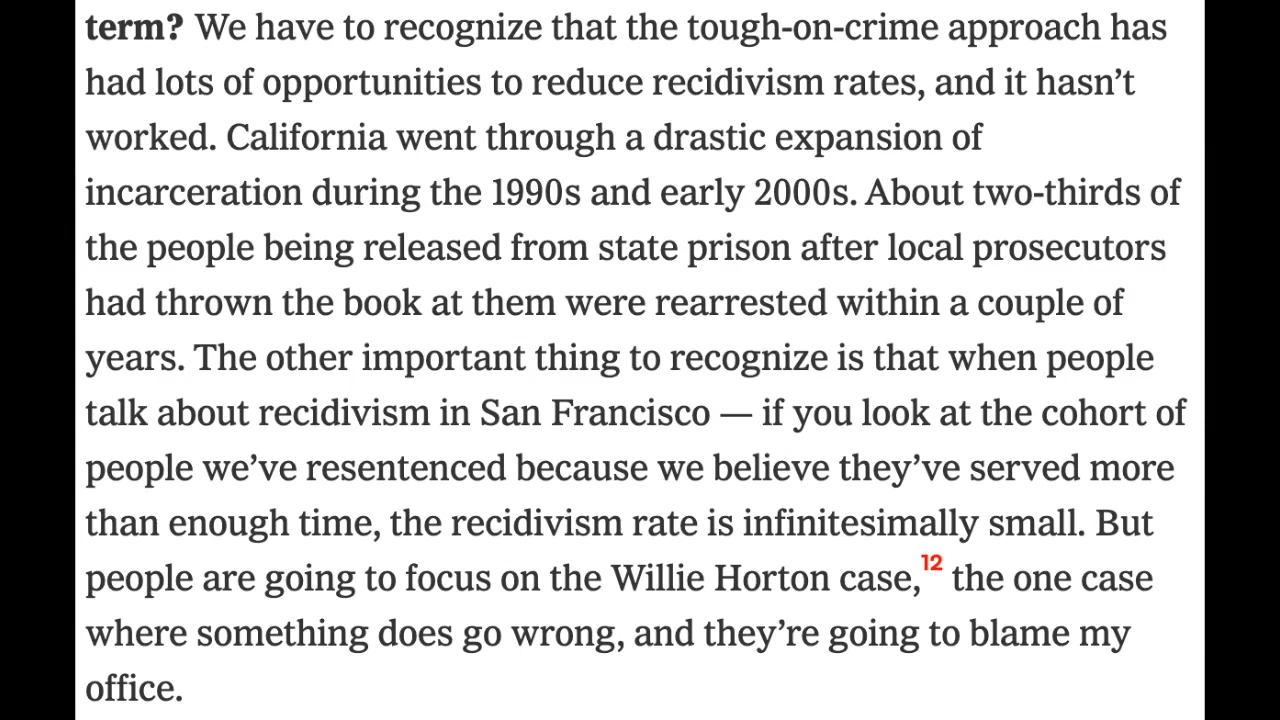 term? We have to recognize that the tough-on-crime approach has
had lots of opportunities to reduce recidivism rates, and it hasn’t
worked. California went through a drastic expansion of
incarceration during the 1990s and early 2000s. About two-thirds of
the people being released from state prison after local prosecutors
had thrown the book at them were rearrested within a couple of
years. The other important thing to recognize is that when people
talk about recidivism in San Francisco — if you look at the cohort of
people we’ve resentenced because we believe they’ve served more
than enough time, the recidivism rate is infinitesimally small. But
people are going to focus on the Willie Horton case,12 the one case
where something does go wrong, and they’re going to blame my
office.